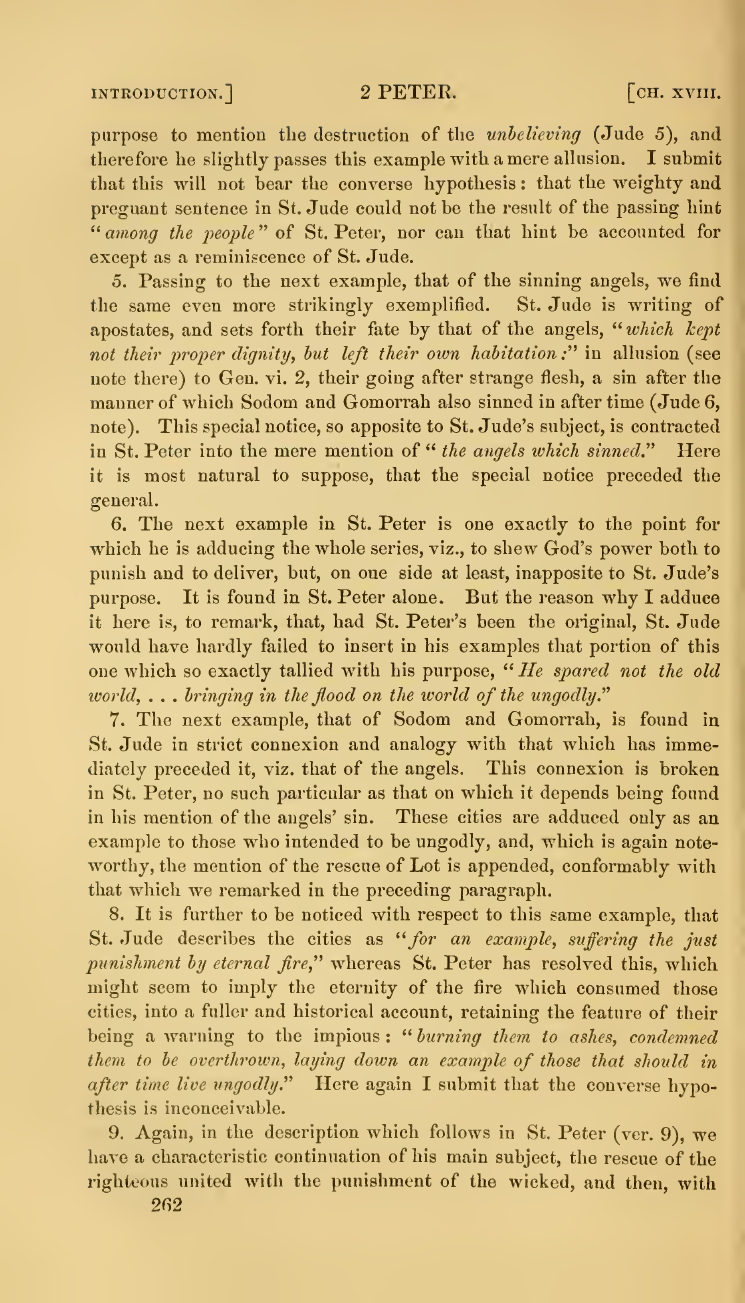 INTRODUCTION.] 2 PETER. [CH. XVIII.
purpose to mention the destruction of the unbelieving (Jude 5), and
therefore he slightly passes this example with a mere allusion. I submit
that this will not bear the converse hypothesis: that the weighty and
pregnant sentence in St. Jude could not be the result of the passing hint
“among the people” of St. Peter, nor can that hint be accounted for
except as a reminiscence of St. Jude.
5. Passing to the next example, that of the sinning angels, we find
the same even more strikingly exemplified. St. Jude is writing of
apostates, and sets forth their fate by that of the angels, “which kept
not their proper dignity, but left their own habitation:” in allusion (see
note there) to Gen. vi. 2, their going after strange flesh, a sin after the
manner of which Sodom and Gomorrah also sinned in after time (Jude 6,
note). This special notice, so apposite to St. Jude's subject, is contracted
in St. Peter into the mere mention of “the angels which sinned.” Here
it is most natural to suppose, that the special notice preceded the
general.
6. The next example in St. Peter is one exactly to the point for
which he is adducing the whole series, viz., to shew God's power both to
punish and to deliver, but, on one side at least, inapposite to St. Jude's
purpose. It is found in St. Peter alone. But the reason why I adduce
it here is, to remark, that, had St. Peter's been the original, St. Jude
would have hardly failed to insert in his examples that portion of this
one which so exactly tallied with his purpose, “He spared not the old
world, . . . bringing in the flood on the world of the ungodly.”
7. The next example, that of Sodom and Gomorrah, is found in
St. Jude in strict connexion and analogy with that which has imme-
diately preceded it, viz. that of the angels. This connexion is broken
in St. Peter, no such particular as that on which it depends being found
in his mention of the angels' sin. These cities are adduced only as an
example to those who intended to be ungodly, and, which is again note-
worthy, the mention of the rescue of Lot is appended, conformably with
that which we remarked in the preceding paragraph.
8. It is further to be noticed with respect to this same example, that
St. Jude describes the cities as “for an example, suffering the just
punishment by eternal fire,” whereas St. Peter has resolved this, which
might seem to imply the eternity of the fire which consumed those
cities, into a fuller and historical account, retaining the feature of their
being a warning to the impious : “burning them to ashes, condemned
them to be overthrown, laying down an example of those that should in
after time live ungodly.” Here again I submit that the converse hypo-
thesis is inconceivable.
9. Again, in the description which follows in St. Peter (ver. 9), we
have a characteristic continuation of his main subject, the rescue of the
righteous united with the punishment of the wicked, and then, with
262